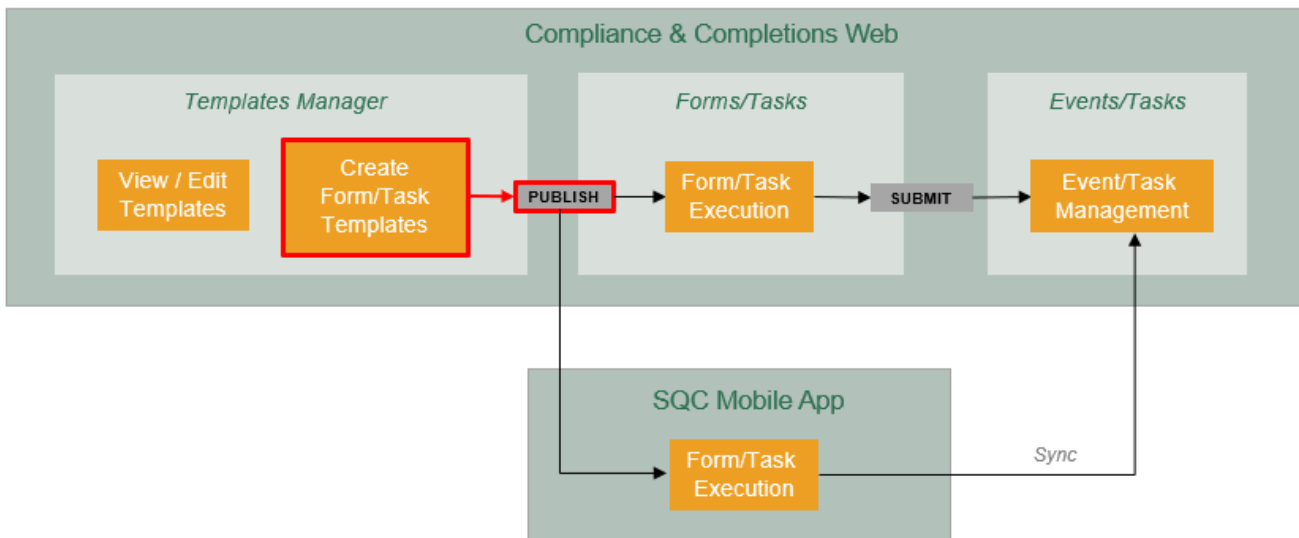 Compliance & Completions Web
Templates Manager
Forms/Tasks
Events/Tasks
View / Edit
Templates
Create
Form/Task
Templates
PUBLISH
Form/Task
Execution
SUBMIT
Event/Task
Management
SQC Mobile App
Form/Task
Execution
Sync